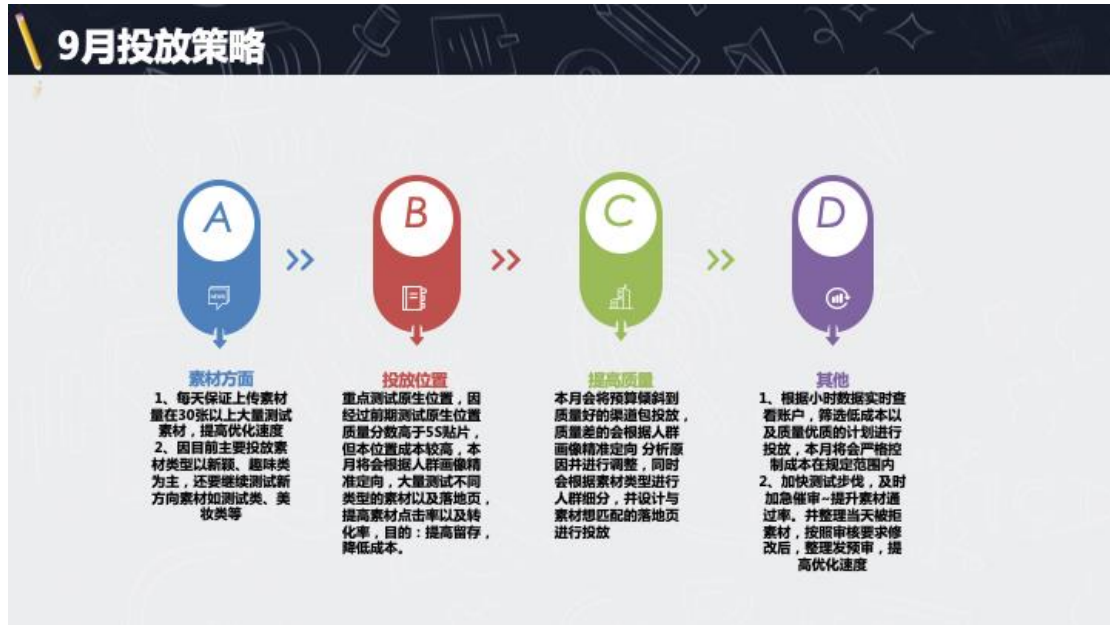 9月投放策略
A
B
C
D
NEWS
素材方面
1、每天保证上传素材
量在30张以上大量测试
素材，提高优化速度
2、因目前主要投放素
材类型以新颖、趣味类
为主，还要继续测试新
方向素材如测试类、美
妆类等
投放位置
重点测试原生位置，因
经过前期测试原生位置
质量分数高于5S贴片，
但本位置成本较高，本
月将会根据人群画像精
准定向，大量测试不同
类型的素材以及落地页，
提高素材点击率以及转
化率，目的：提高留存，
降低成本。
提高质量
本月会将预算倾斜到
质量好的渠道包投放，
质量差的会根据人群
画像精准定向 分析原
因并进行调整，同时
会根据素材类型进行
人群细分，并设计与
素材想匹配的落地页
进行投放
其他
1、根据小时数据实时查
看账户，筛选低成本以
及质量优质的计划进行
投放，本月将会严格控
制成本在规定范围内
2、加快测试步伐，及时
加急催审~提升素材通
过率。并整理当天被拒
素材，按照审核要求修
改后，整理发预审，提
高优化速度